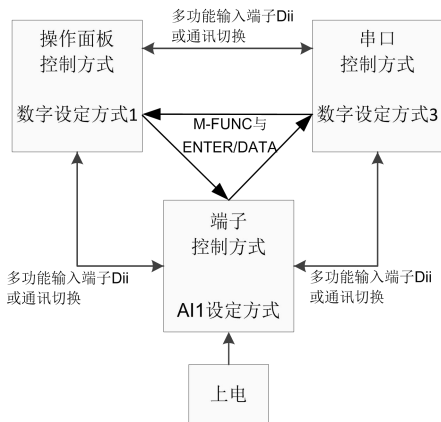 多功能输入端子Dii
或通讯切换
操作面板
控制方式
数字设定方式1
串口
控制方式
数字设定方式3
M-FUNC与
ENTER/DATA
端子
控制方式
AI1设定方式
多功能输入端子Dii
或通讯切换
多功能输入端子Dii
或通讯切换
上电